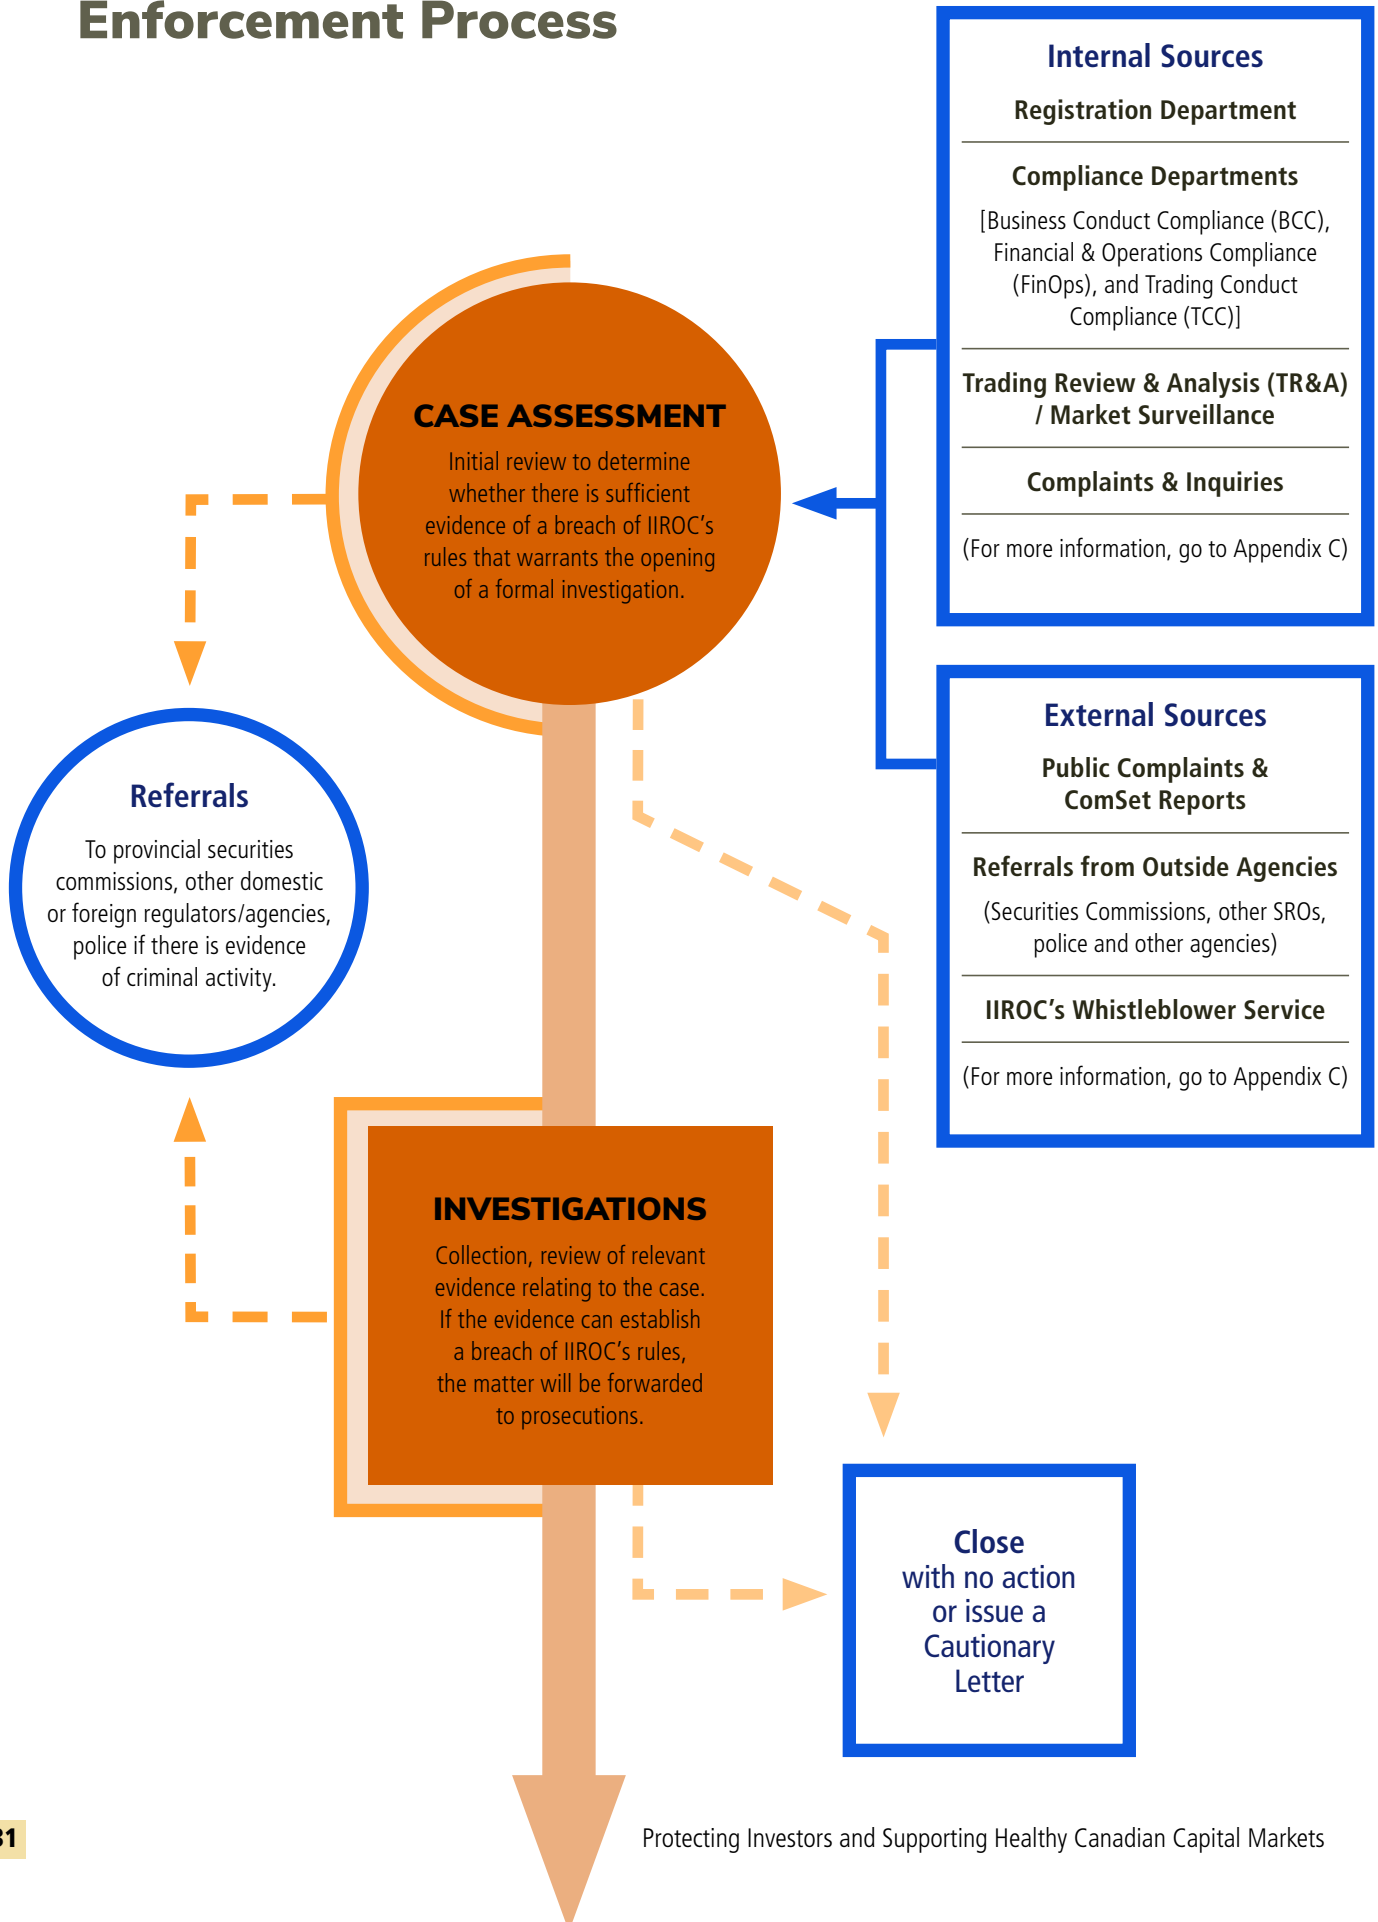 Enforcement Process
Internal Sources
Registration Department
Compliance Departments
[Business Conduct Compliance (BCC),
Financial & Operations Compliance
(FinOps), and Trading Conduct
Compliance (TCC)]
Trading Review & Analysis (TR&A)
/ Market Surveillance
Complaints & Inquiries
(For more information, go to Appendix C)
CASE ASSESSMENT
Initial review to determine
whether there is sufficient
evidence of a breach of IIROC’s
rules that warrants the opening
of a formal investigation.
External Sources
Public Complaints &
ComSet Reports
Referrals from Outside Agencies
(Securities Commissions, other SROs,
police and other agencies)
IIROC’s Whistleblower Service
(For more information, go to Appendix C)
Referrals
To provincial securities
commissions, other domestic
or foreign regulators/agencies,
police if there is evidence
of criminal activity.
INVESTIGATIONS
Collection, review of relevant
evidence relating to the case.
If the evidence can establish
a breach of IIROC’s rules,
the matter will be forwarded
to prosecutions.
Close
with no action
or issue a
Cautionary
Letter
31
Protecting Investors and Supporting Healthy Canadian Capital Markets